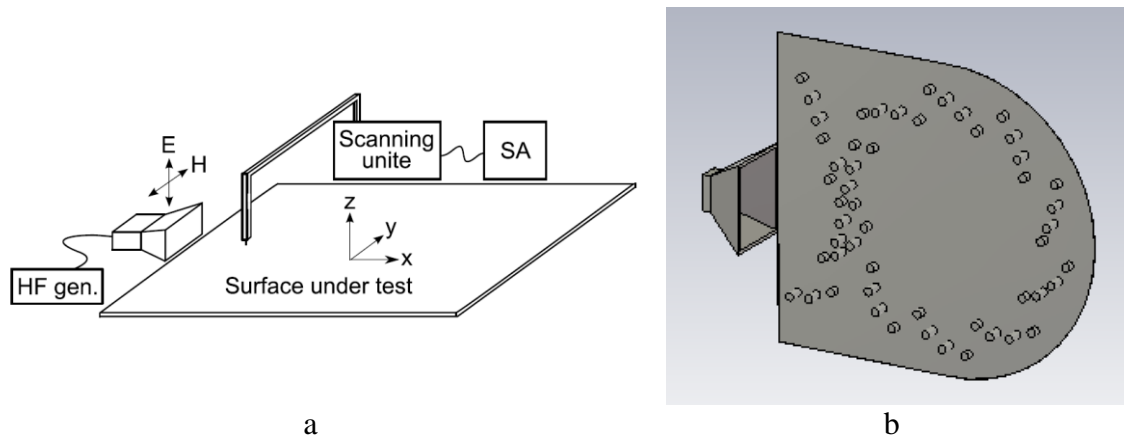 E
H
Scanning
unite
SA
z
y
x
HF gen.
Surface under test
a
b